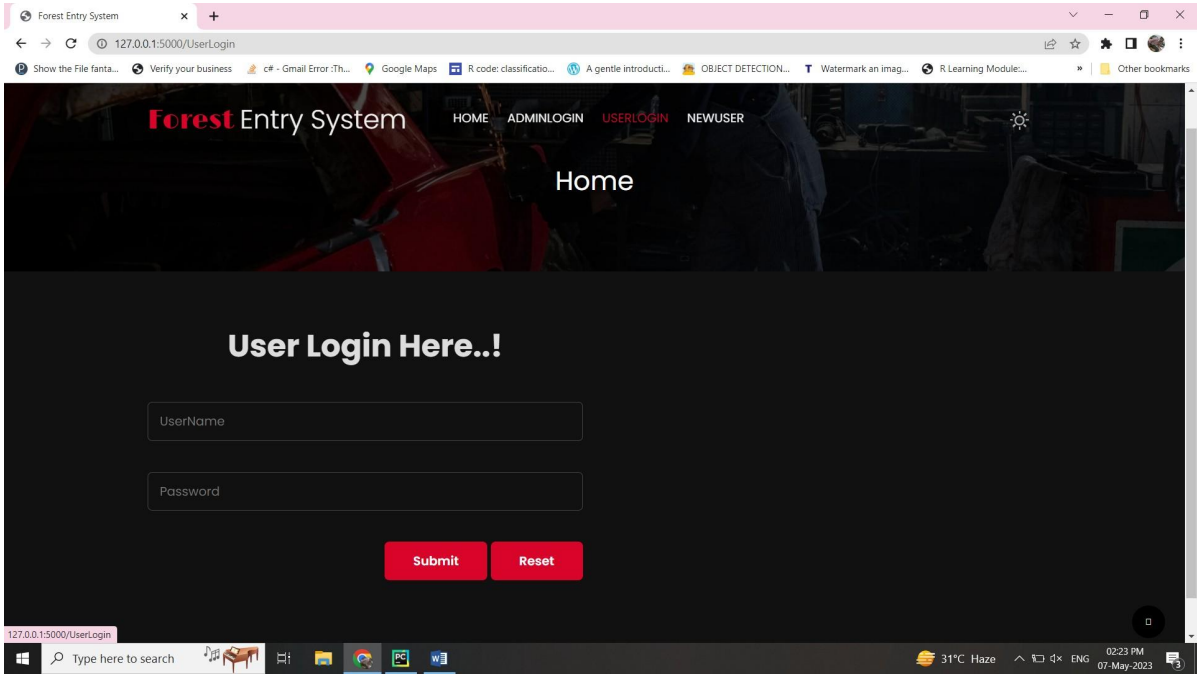 Forest Entry System
127.0.0.1:5000/UserLogin
Show the File fanta... Verify your business c# - Gmail Error :Th... Google Maps R code: classificatio... A gentle introducti... OBJECT DETECTION... T Watermark an imag... R Learning Module:... » Other bookmarks
Forest Entry System HOME ADMINLOGIN USERLOGIN NEWUSER
Home
User Login Here..!
UserName
Password
Submit Reset
127.0.0.1:5000/UserLogin
Type here to search PC W 31°C Haze ENG 02:23 PM
07-May-2023 3